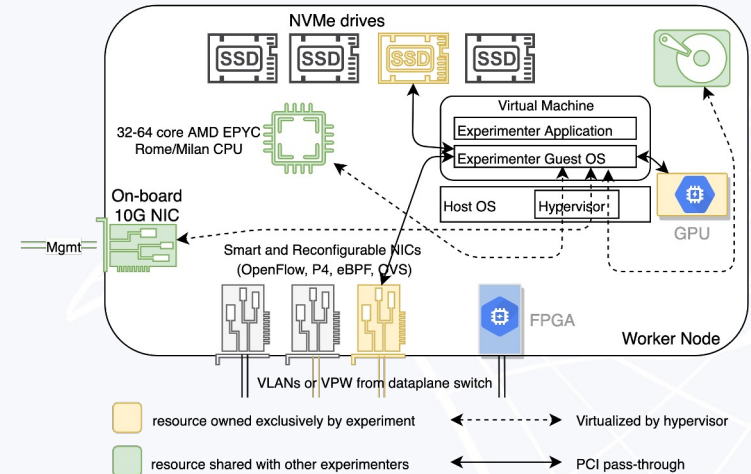 NVMe drives
SSD
SSD
SSD
SSD
Virtual Machine
Experimenter Application
Experimenter Guest OS
32-64 core AMD EPYC
Rome/Milan CPU
On-board
10G NIC
Host OS
Hypervisor
GPU
Mgmt
Smart and Reconfigurable NICs
(OpenFlow, P4, eBPF, OVS)
FPGA
Worker Node
VLANs or VPW from dataplane switch
resource owned exclusively by experiment
Virtualized by hypervisor
resource shared with other experimenters
PCI pass-through